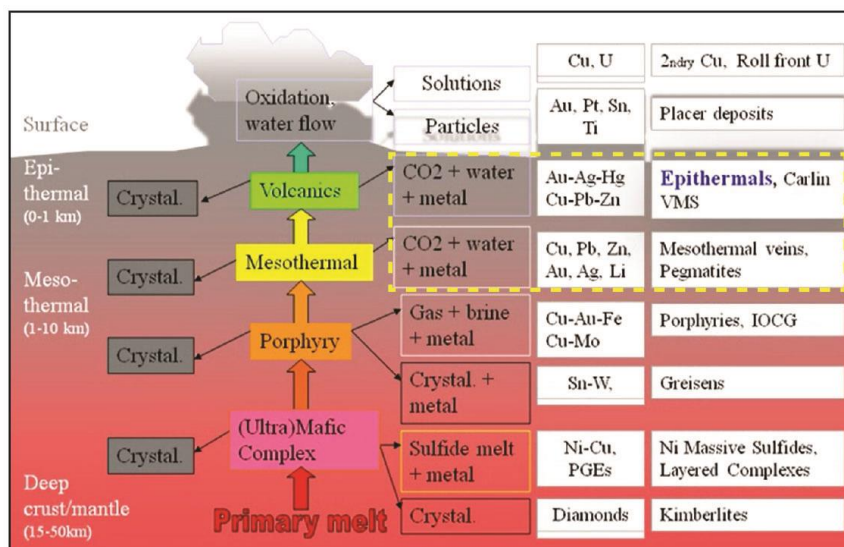 Cu, U
2ndry Cu, Roll front U
Solutions
Oxidation,
water flow
Surface
Particles
Au, Pt, Sn,
Ti
Placer deposits
Epi-
thermal
(0-1 km)
Crystal.
Volcanics
CO2 + water
+ metal
Au-Ag-Hg
Cu-Pb-Zn
Epithermals, Carlin
VMS
Meso-
thermal
(1-10 km)
Crystal.
Mesothermal
CO2 + water
+ metal
Cu, Pb, Zn,
Au, Ag, Li
Mesothermal veins,
Pegmatites
Crystal.
Porphyry
Gas + brine
+ metal
Cu-Au-Fe
Cu-Mo
Porphyries, IOCG
Crystal. +
metal
Sn-W,
Greisens
Crystal.
(Ultra)Mafic
Complex
Sulfide melt
+ metal
Ni-Cu,
PGEs
Ni Massive Sulfides,
Layered Complexes
Deep
crust/mantle
(15-50km)
Primary melt
Crystal.
Diamonds
Kimberlites